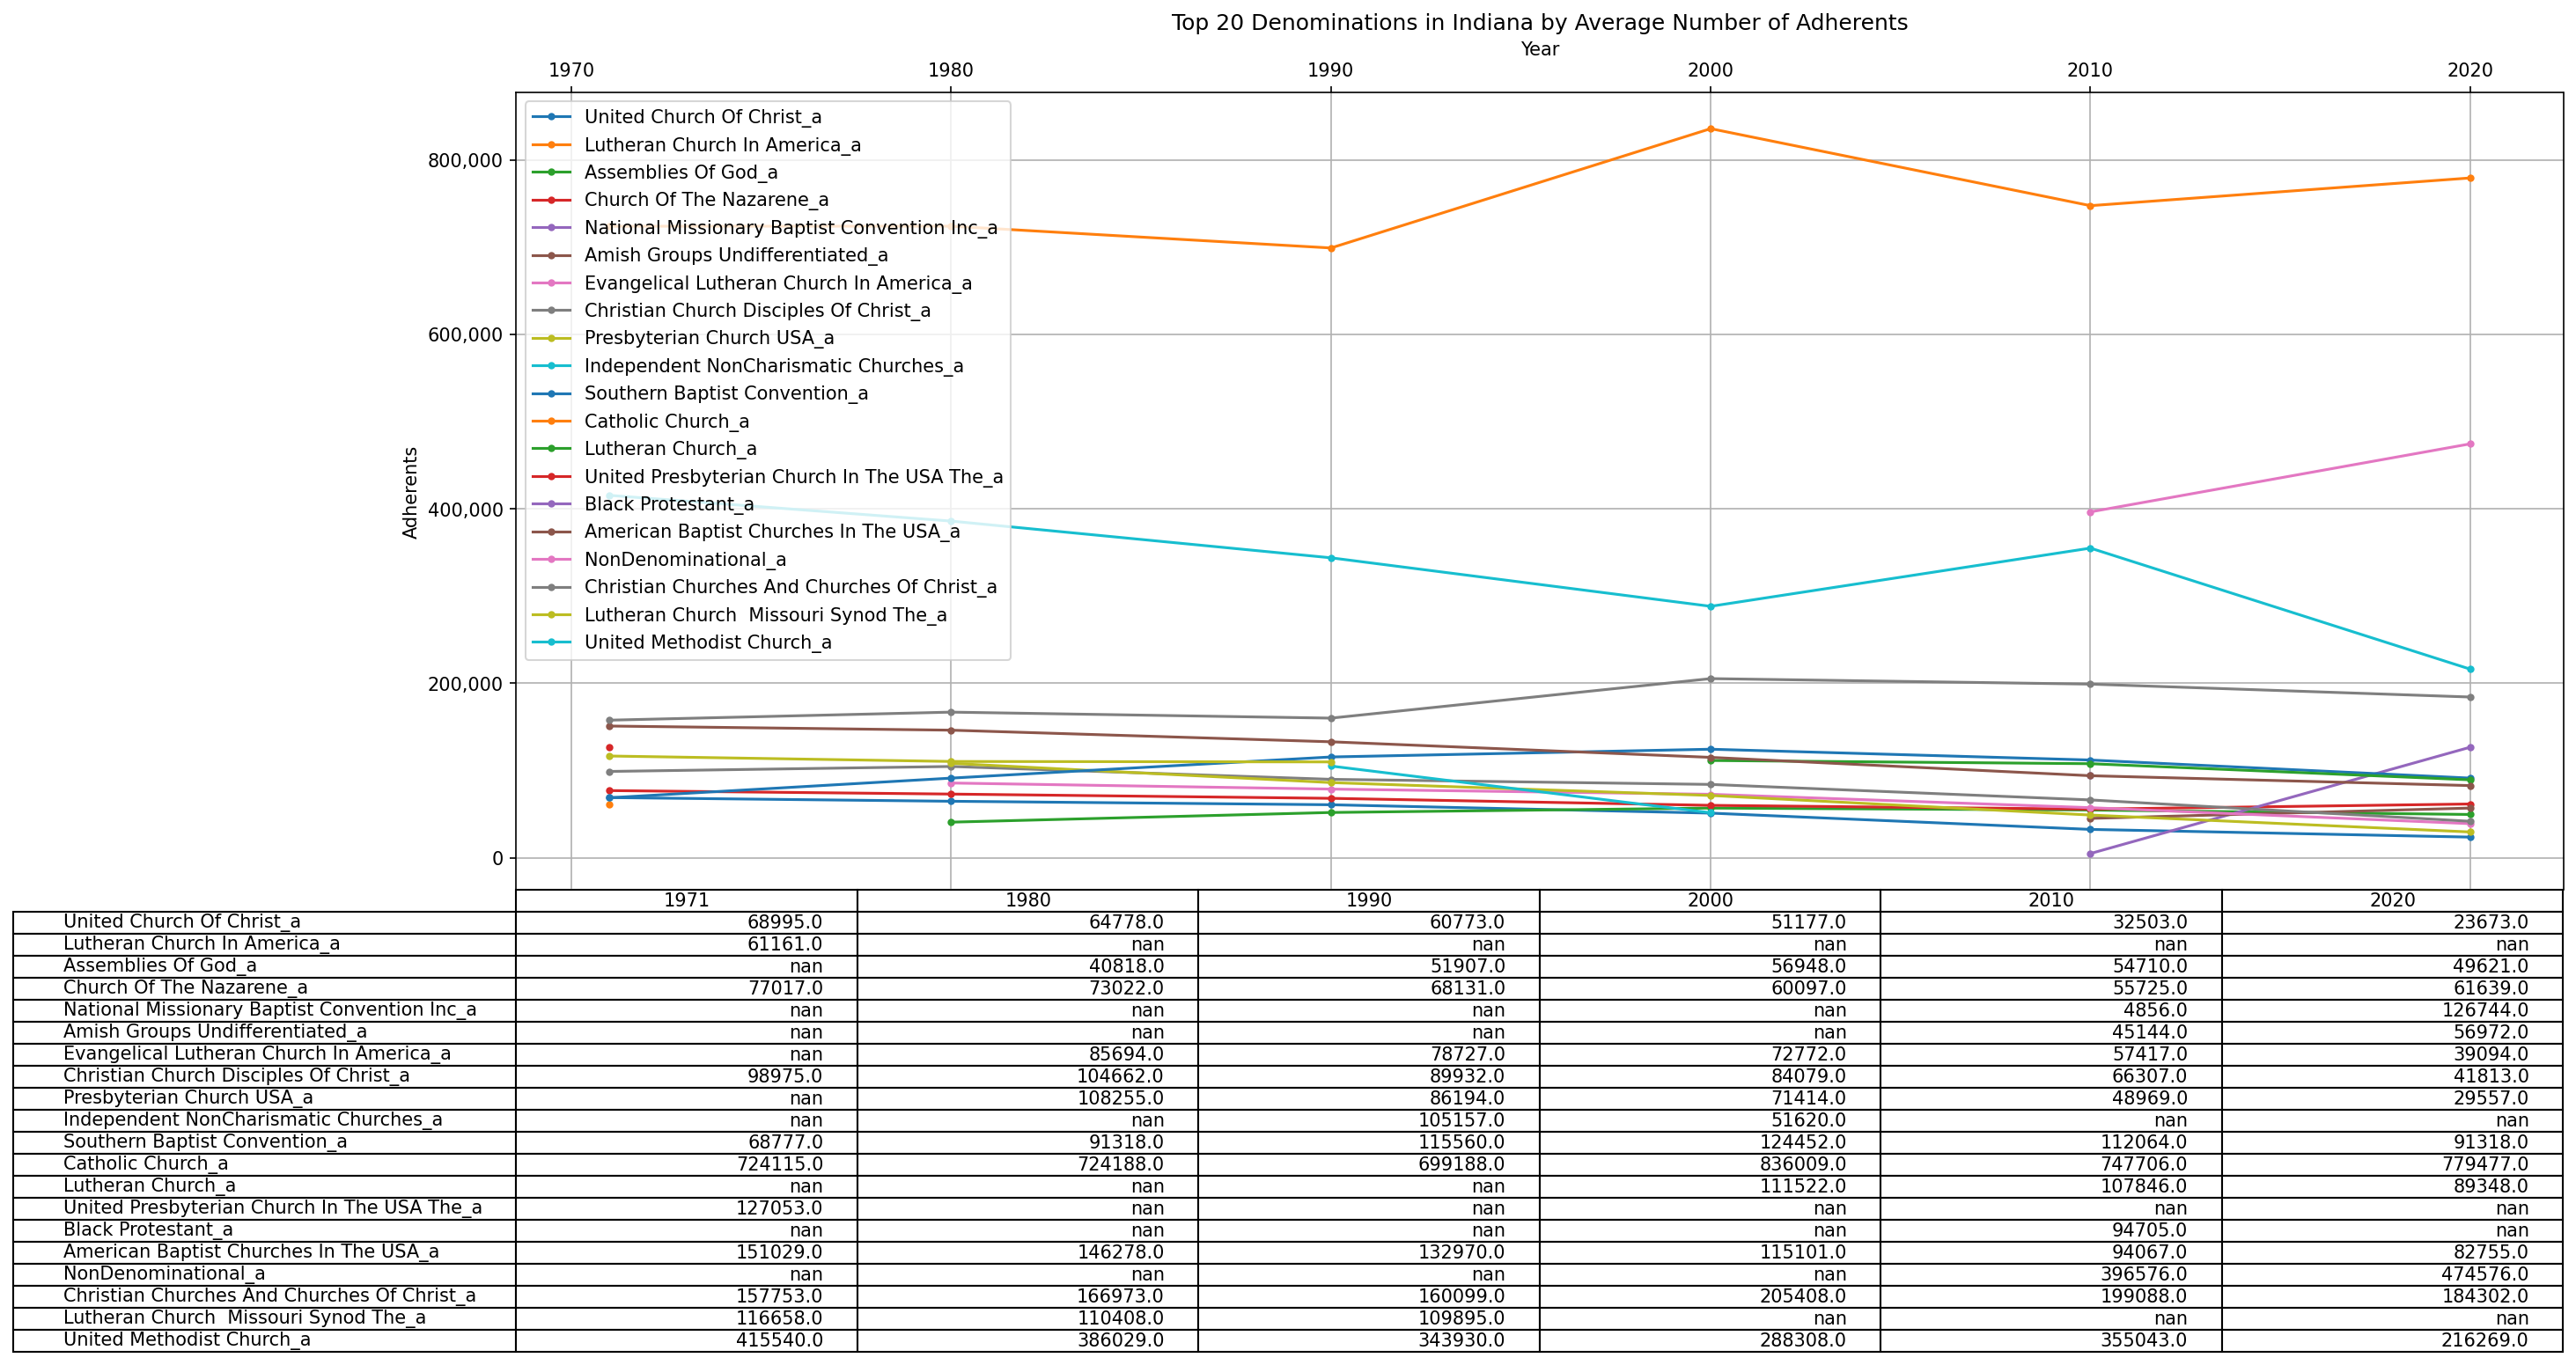 Top 20 Denominations in Indiana by Average Number of Adherents
Year
1970 1980 1990 2000 2010 2020
United Church Of Christ_a
Lutheran Church In America_a
Assemblies Of God_a
Church Of The Nazarene_a
National Missionary Baptist Convention Inc_a
Amish Groups Undifferentiated_a
Evangelical Lutheran Church In America_a
Christian Church Disciples Of Christ_a
Presbyterian Church USA_a
Independent NonCharismatic Churches_a
Southern Baptist Convention_a
Catholic Church_a
Lutheran Church_a
United Presbyterian Church In The USA The_a
Black Protestant_a
American Baptist Churches In The USA_a
NonDenominational_a
Christian Churches And Churches Of Christ_a
Lutheran Church  Missouri Synod The_a
United Methodist Church_a
800,000
600,000
400,000
200,000
0
Adherents
1971 1980 1990 2000 2010 2020
United Church Of Christ_a 68995.0 64778.0 60773.0 51177.0 32503.0 23673.0
Lutheran Church In America_a 61161.0 nan nan nan nan nan
Assemblies Of God_a nan 40818.0 51907.0 56948.0 54710.0 49621.0
Church Of The Nazarene_a 77017.0 73022.0 68131.0 60097.0 55725.0 61639.0
National Missionary Baptist Convention Inc_a nan nan nan nan 4856.0 126744.0
Amish Groups Undifferentiated_a nan nan nan nan 45144.0 56972.0
Evangelical Lutheran Church In America_a nan 85694.0 78727.0 72772.0 57417.0 39094.0
Christian Church Disciples Of Christ_a 98975.0 104662.0 89932.0 84079.0 66307.0 41813.0
Presbyterian Church USA_a nan 108255.0 86194.0 71414.0 48969.0 29557.0
Independent NonCharismatic Churches_a nan nan 105157.0 51620.0 nan nan
Southern Baptist Convention_a 68777.0 91318.0 115560.0 124452.0 112064.0 91318.0
Catholic Church_a 724115.0 724188.0 699188.0 836009.0 747706.0 779477.0
Lutheran Church_a nan nan nan 111522.0 107846.0 89348.0
United Presbyterian Church In The USA The_a 127053.0 nan nan nan nan nan
Black Protestant_a nan nan nan nan 94705.0 nan
American Baptist Churches In The USA_a 151029.0 146278.0 132970.0 115101.0 94067.0 82755.0
NonDenominational_a nan nan nan nan 396576.0 474576.0
Christian Churches And Churches Of Christ_a 157753.0 166973.0 160099.0 205408.0 199088.0 184302.0
Lutheran Church  Missouri Synod The_a 116658.0 110408.0 109895.0 nan nan nan
United Methodist Church_a 415540.0 386029.0 343930.0 288308.0 355043.0 216269.0